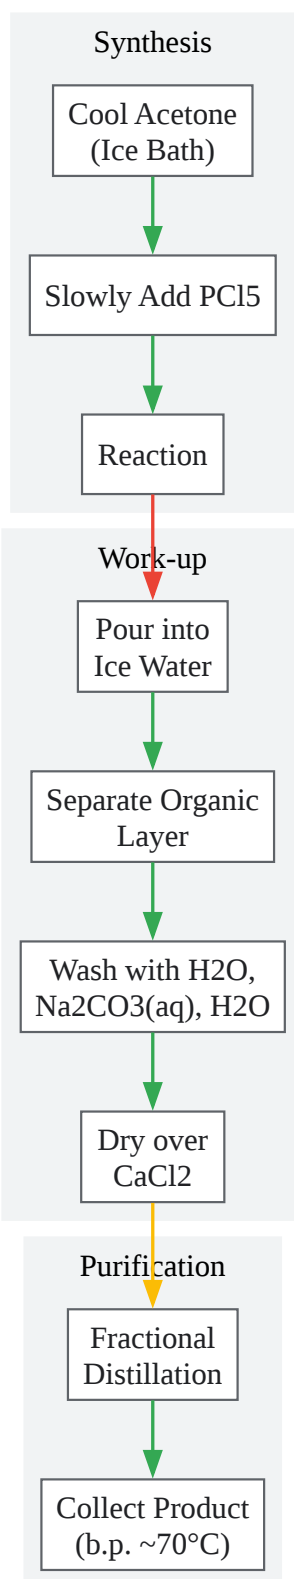 Synthesis
Cool Acetone
(Ice Bath)
Slowly Add PCl5
Reaction
Work-up
Pour into
Ice Water
Separate Organic
Layer
Wash with H2O,
Na2CO3(aq), H2O
Dry over
CaCl2
Purification
Fractional
Distillation
Collect Product
(b.p. ~70°C)